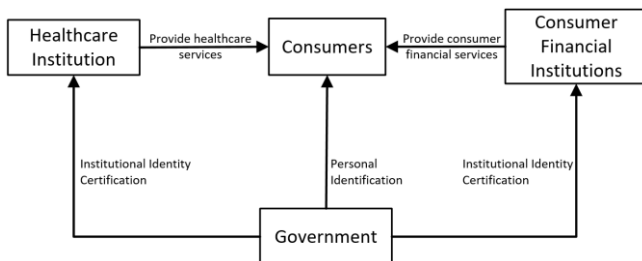 Healthcare
Institution
Provide healthcare
services
Consumers
Provide consumer
financial services
Consumer
Financial
Institutions
Institutional Identity
Certification
Personal
Identification
Institutional Identity
Certification
Government